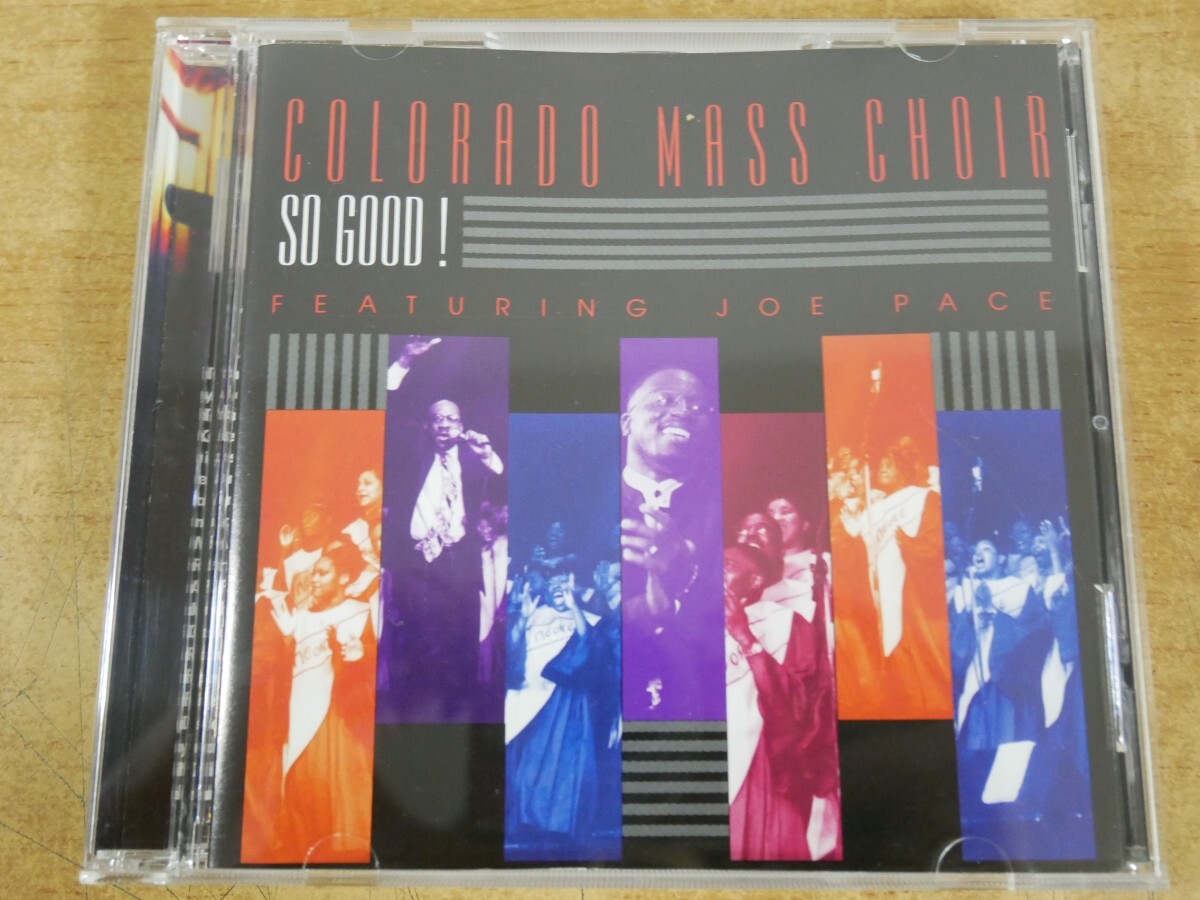 COLORADO MASS CHOIR
SO GOOD!
FEATURING JOE PACE